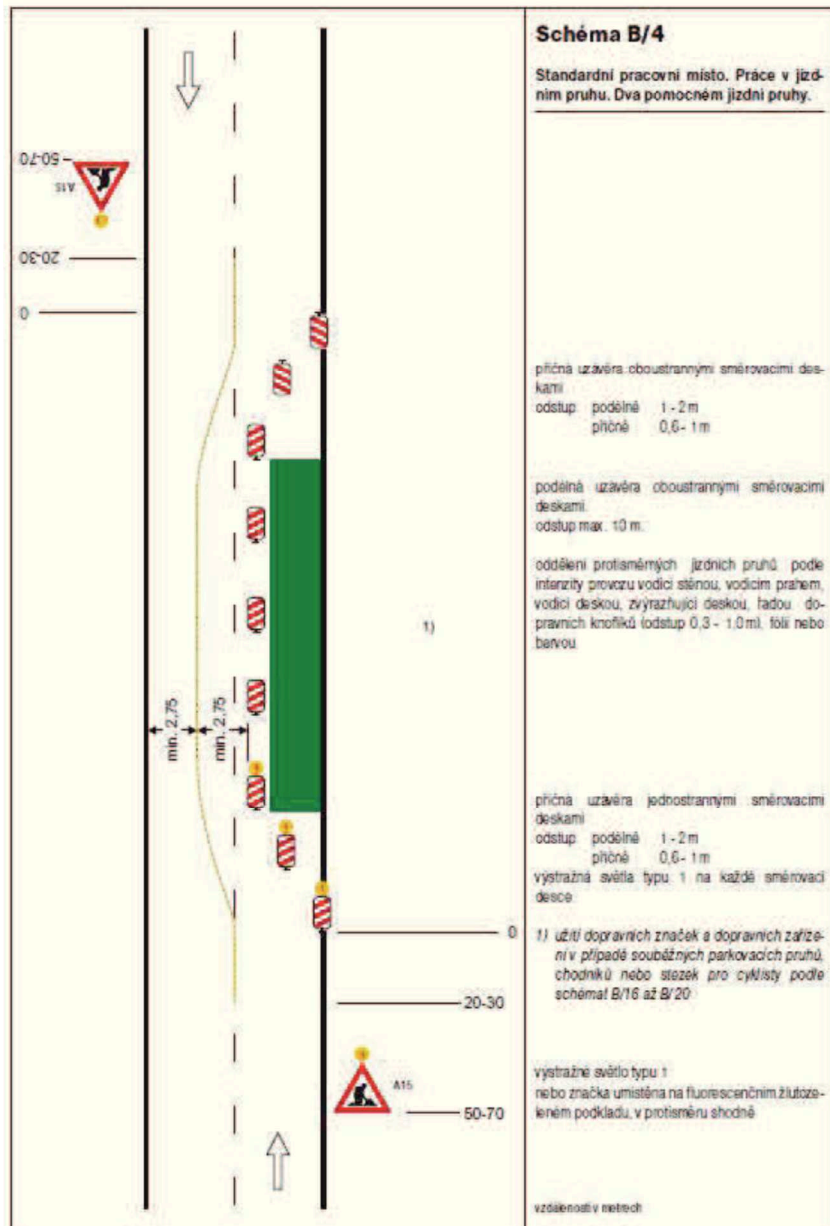 Schéma B/4
Standardní pracovní místo. Práce v jízd-
ním pruhu. Dva pomocném jízdní pruhy.
50-70
A15
20-30
0
příčná uzávěra oboustrannými směrovacími des-
kami
odstup podélně 1 - 2 m
příčně 0,6 - 1 m
podélná uzávěra oboustrannými směrovacími
deskami.
odstup max. 10 m.
oddělení protisměrných jízdních pruhů podle
intenzity provozu vodící stěnou, vodicím prahem,
vodící deskou, zvýrazňující deskou, řadou do-
pravních knoflíků (odstup 0,3 - 1,0m), fólií nebo
barvou
1)
min. 2,75
min. 2,75
příčná uzávěra jednostrannými směrovacími
deskami
odstup podélně 1 - 2 m
příčně 0,6 - 1 m
výstražná světla typu 1 na každé směrovací
desce
0
1) užití dopravních značek a dopravních zaříze-
ní v případě souběžných parkovacích pruhů,
chodníků nebo stezek pro cyklisty podle
schémat B/16 až B/20
20-30
A15
50-70
výstražné světlo typu 1
nebo značka umístěna na fluorescenčním žlutoze-
leném podkladu, v protisměru shodně
vzdálenosti v metrech